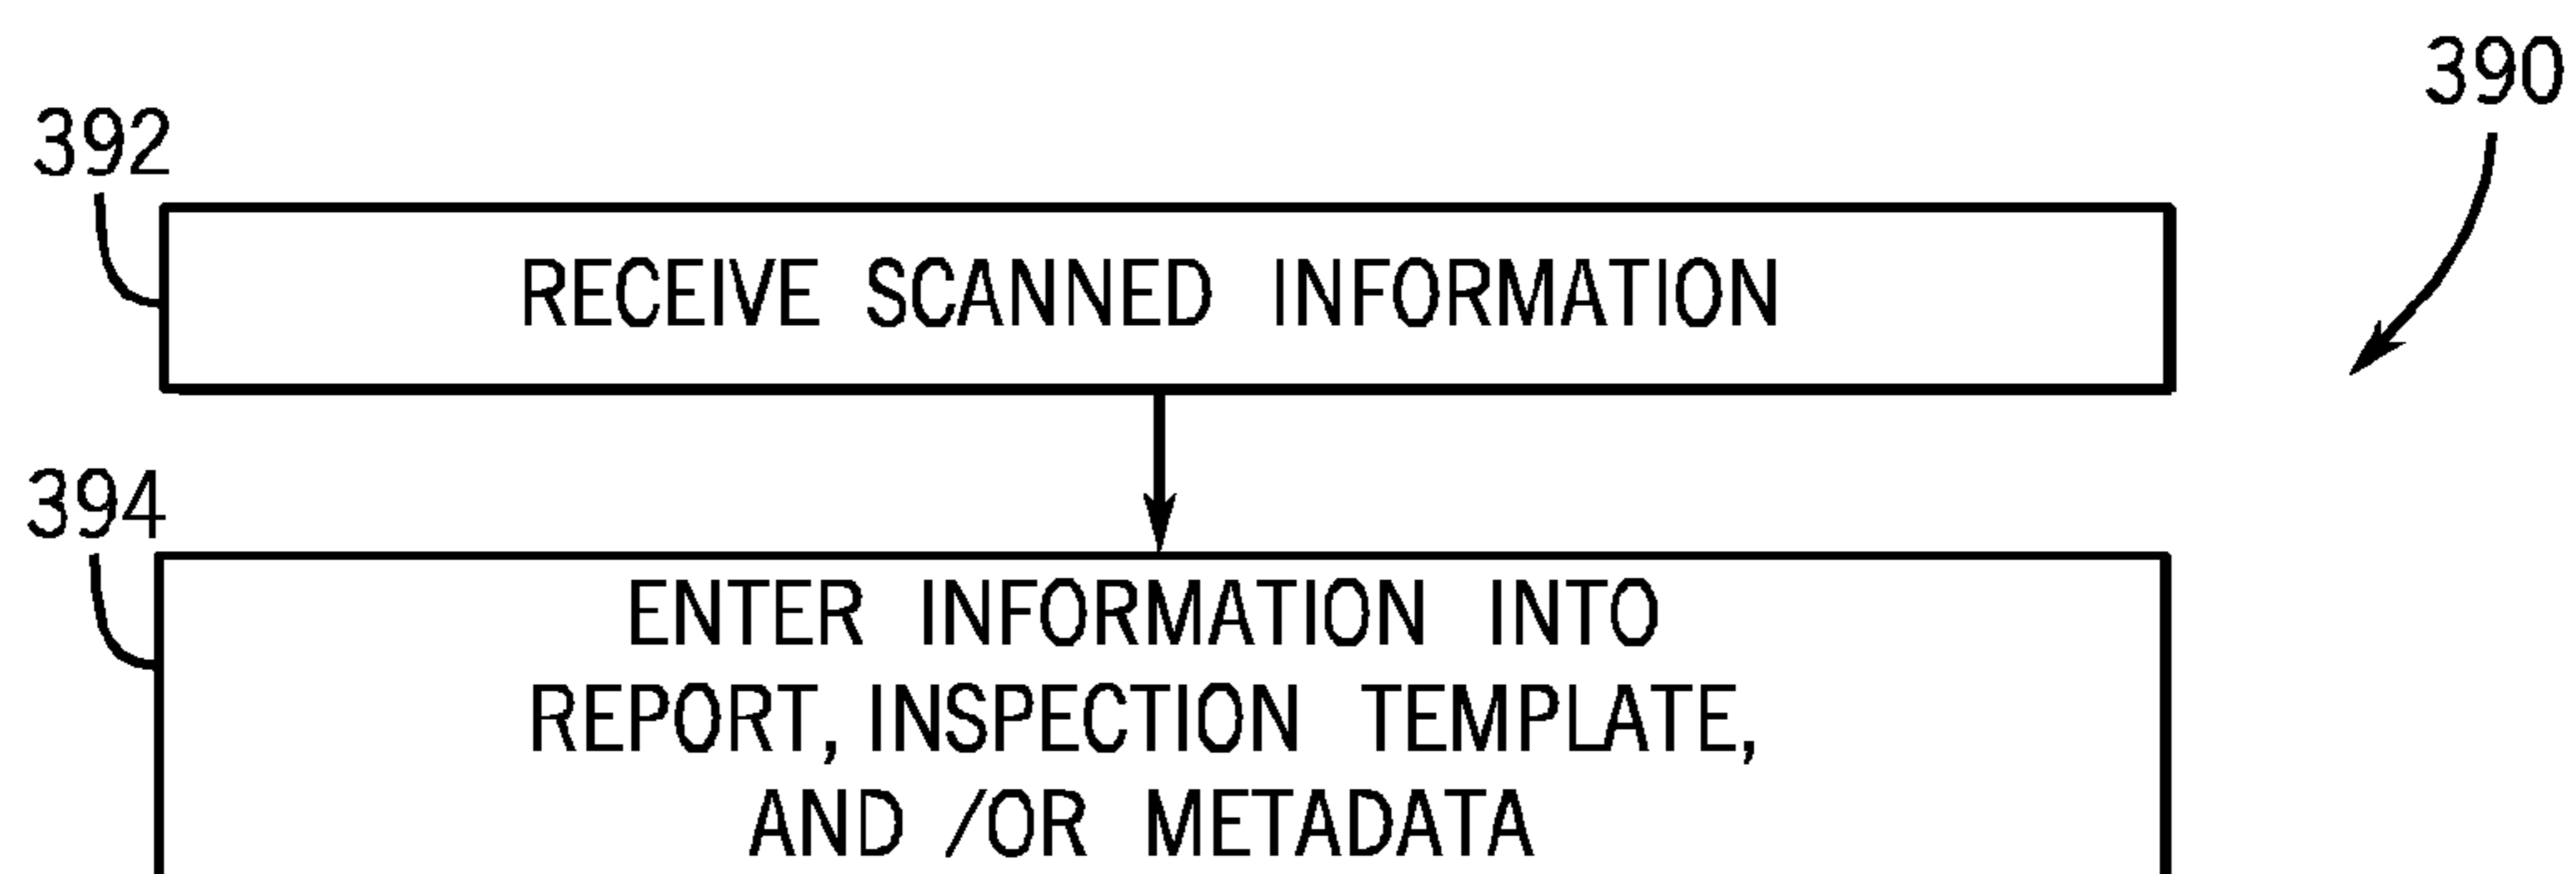 390
392
RECEIVE SCANNED INFORMATION
394
ENTER INFORMATION INTO
REPORT, INSPECTION TEMPLATE,
AND /OR METADATA